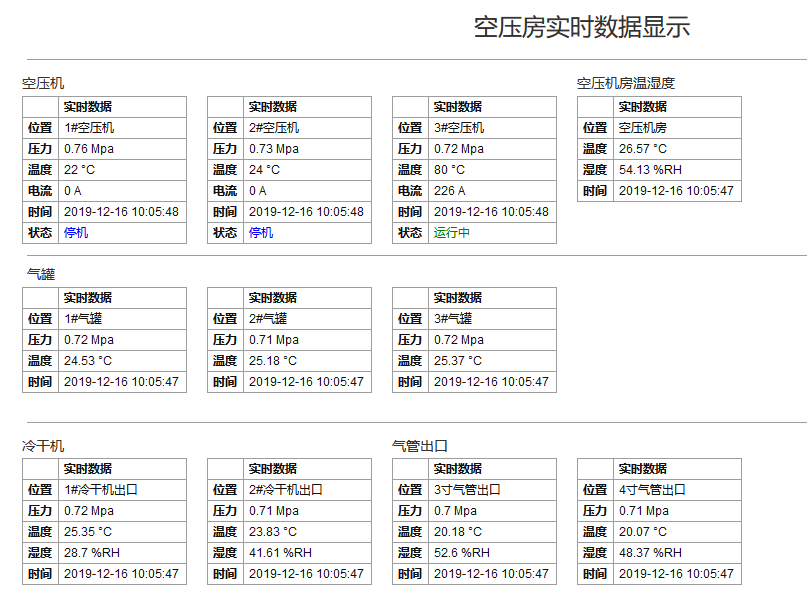 空压房实时数据显示
空压机
实时数据
位置 1#空压机
压力 0.76 Mpa
温度 22 °C
电流 0 A
时间 2019-12-16 10:05:48
状态 停机
实时数据
位置 2#空压机
压力 0.73 Mpa
温度 24 °C
电流 0 A
时间 2019-12-16 10:05:48
状态 停机
实时数据
位置 3#空压机
压力 0.72 Mpa
温度 80 °C
电流 226 A
时间 2019-12-16 10:05:48
状态 运行中
空压机房温湿度
实时数据
位置 空压机房
温度 26.57 °C
湿度 54.13 %RH
时间 2019-12-16 10:05:47
气罐
实时数据
位置 1#气罐
压力 0.72 Mpa
温度 24.53 °C
时间 2019-12-16 10:05:47
实时数据
位置 2#气罐
压力 0.71 Mpa
温度 25.18 °C
时间 2019-12-16 10:05:47
实时数据
位置 3#气罐
压力 0.72 Mpa
温度 25.37 °C
时间 2019-12-16 10:05:47
冷干机
实时数据
位置 1#冷干机出口
压力 0.72 Mpa
温度 25.35 °C
湿度 28.7 %RH
时间 2019-12-16 10:05:47
实时数据
位置 2#冷干机出口
压力 0.71 Mpa
温度 23.83 °C
湿度 41.61 %RH
时间 2019-12-16 10:05:47
气管出口
实时数据
位置 3寸气管出口
压力 0.7 Mpa
温度 20.18 °C
湿度 52.6 %RH
时间 2019-12-16 10:05:47
实时数据
位置 4寸气管出口
压力 0.71 Mpa
温度 20.07 °C
湿度 48.37 %RH
时间 2019-12-16 10:05:47